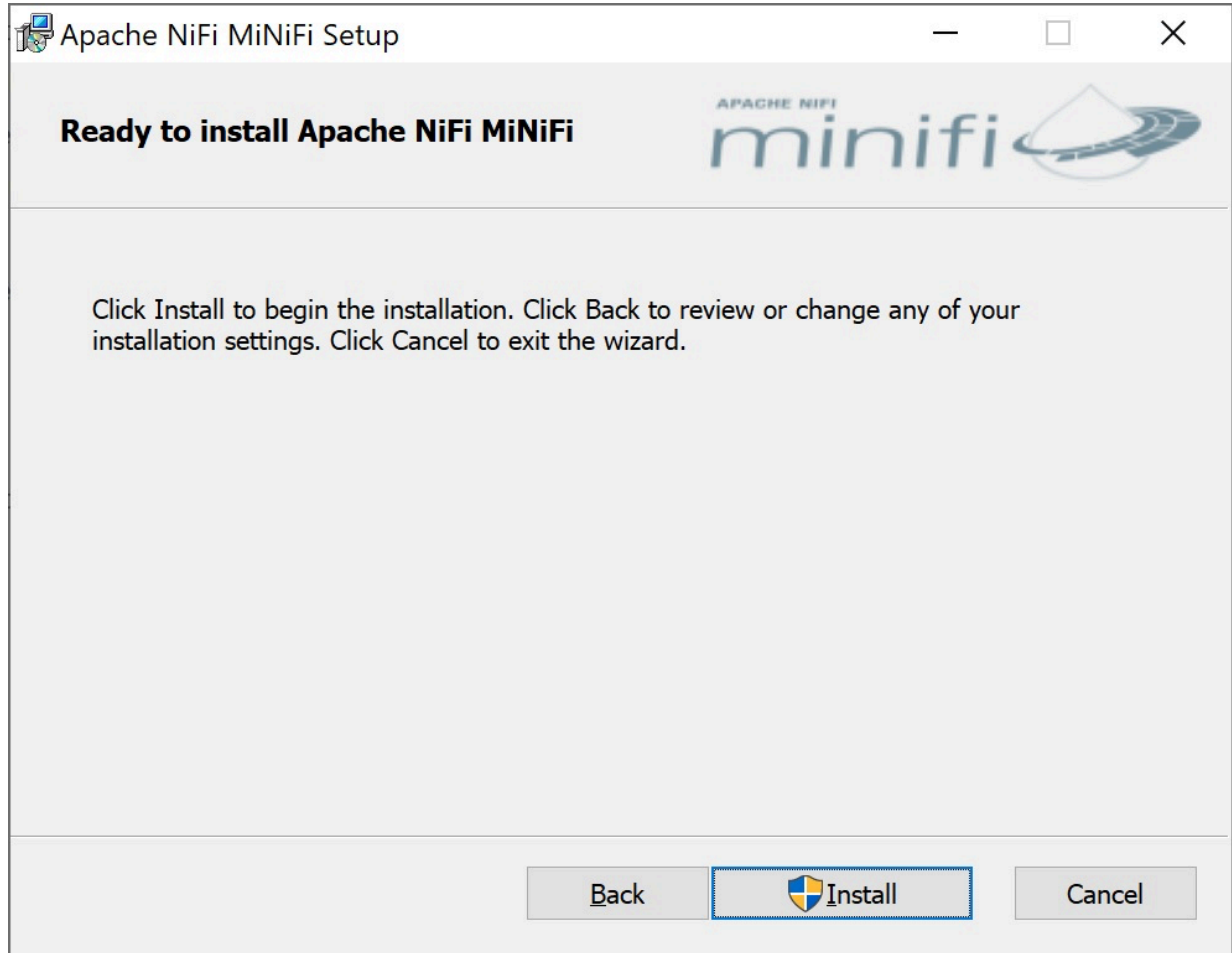 Apache NiFi MiNiFi Setup
Ready to install Apache NiFi MiNiFi
APACHE NIFI
minifi
Click Install to begin the installation. Click Back to review or change any of your
installation settings. Click Cancel to exit the wizard.
Back
Install
Cancel